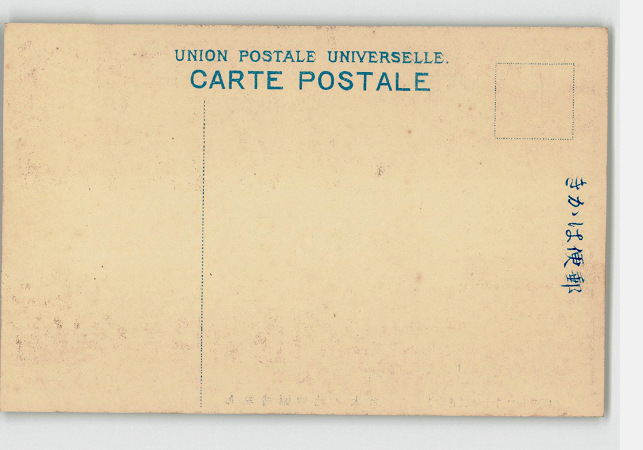 UNION POSTALE UNIVERSELLE.
CARTE POSTALE
郵便はかき